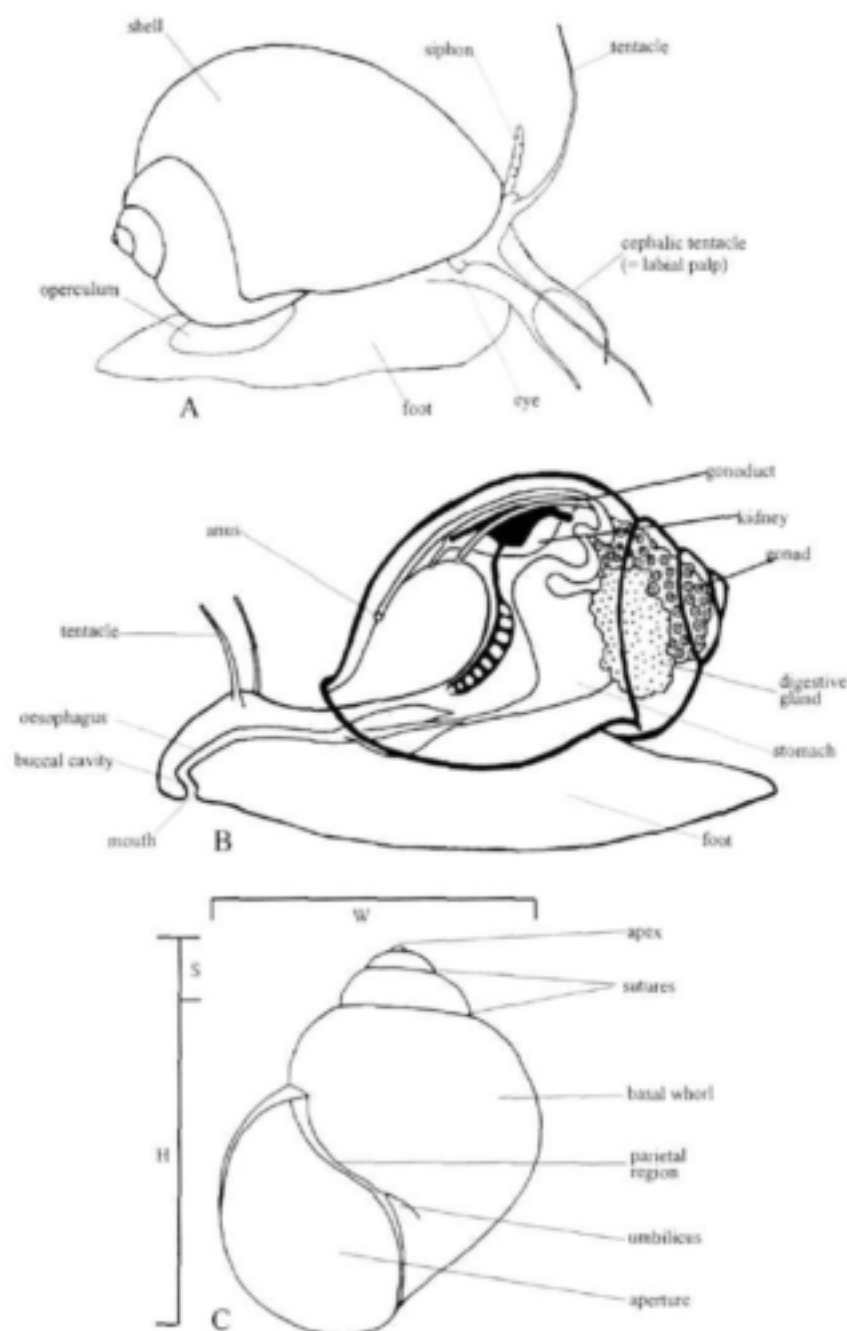 shell
siphon
tentacle
cephalic tentacle
(= labial palp)
operculum
A
foot
eye
gonoduct
anus
kidney
gonad
tentacle
digestive
gland
oesophagus
stomach
buccal cavity
mouth
B
foot
W
apex
S
sutures
basal whorl
H
parietal
region
umbilicus
aperture
C